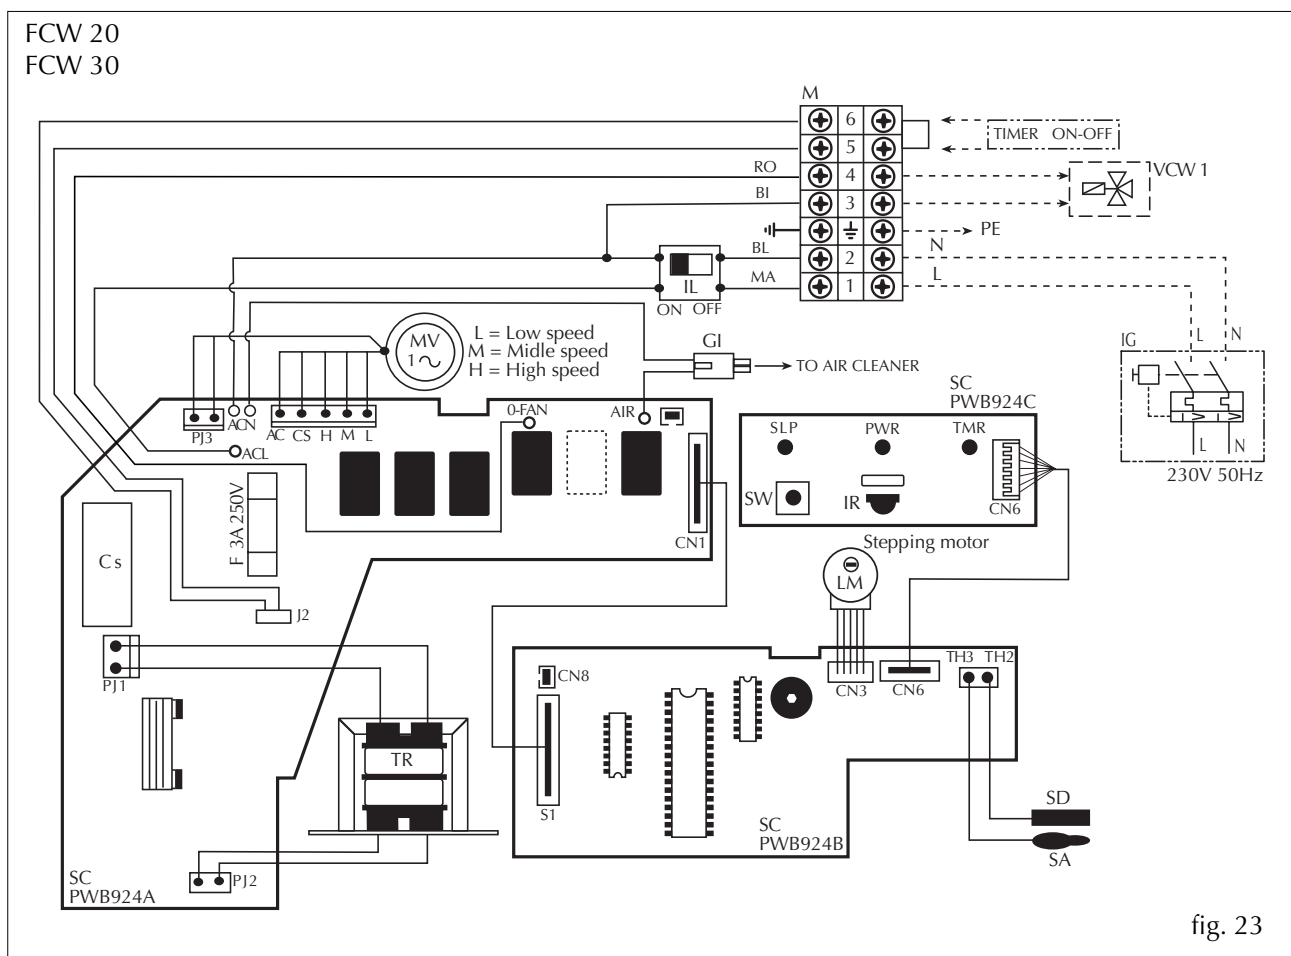 FCW 20
FCW 30
M
6
TIMER ON-OFF
5
RO
4
VCW 1
BI
3
PE
BL
2
N
MA
1
L
IL
ON OFF
MV
1
L = Low speed
M = Midle speed
H = High speed
GI
TO AIR CLEANER
IG
L
N
L
N
230V 50Hz
SC
PWB924C
SLP
PWR
TMR
SW
IR
CN6
PJ3
ACN
AC
CS
H
M
L
0-FAN
AIR
ACL
F 3A 250V
Cs
CN1
J2
Stepping motor
LM
PJ1
TR
CN8
CN3
CN6
TH3
TH2
S1
SC
PWB924B
SD
SA
SC
PWB924A
PJ2
fig. 23